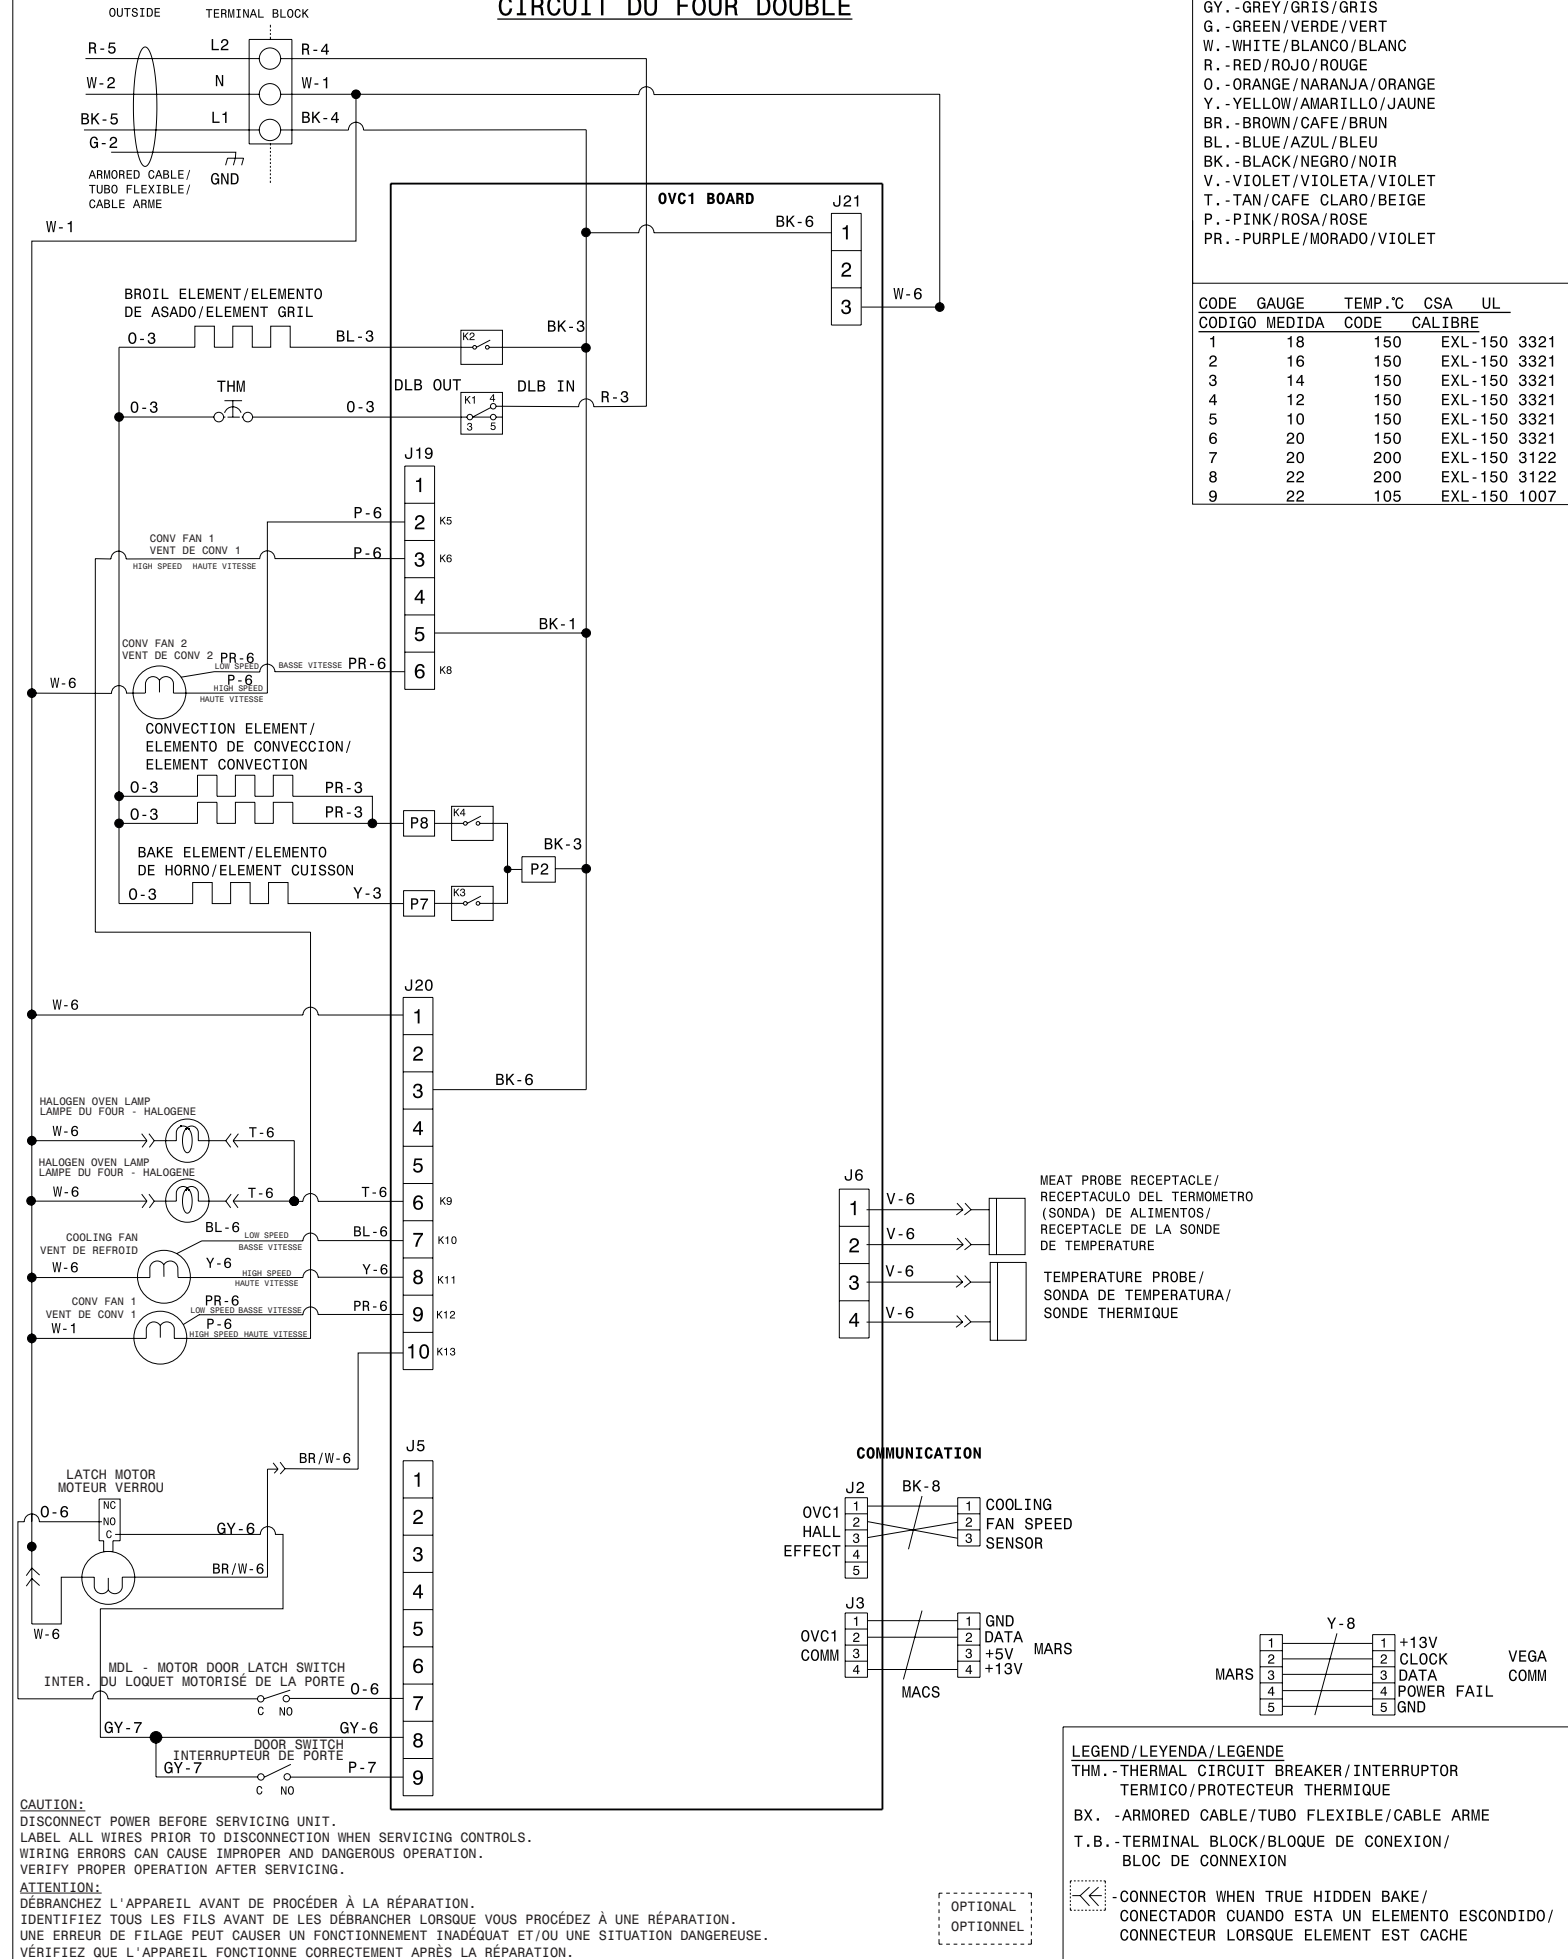 CIRCUIT DU FOUR DOUBLE
OUTSIDE
TERMINAL BLOCK
R-5
L2
R-4
W-2
N
W-1
BK-5
L1
BK-4
G-2
GND
ARMORED CABLE/
TUBO FLEXIBLE/
CABLE ARME
W-1
OVC1 BOARD
J21
BK-6
1
2
3
W-6
BROIL ELEMENT/ELEMENTO
DE ASADO/ELEMENT GRIL
O-3
BL-3
K2
BK-3
THM
DLB OUT
DLB IN
O-3
O-3
K1 4
3 5
R-3
J19
1
P-6
2
K5
CONV FAN 1
VENT DE CONV 1
HIGH SPEED HAUTE VITESSE
P-6
3
K6
4
5
BK-1
CONV FAN 2
VENT DE CONV 2
PR-6
LOW SPEED
BASSE VITESSE
PR-6
6
K8
W-6
P-6
HIGH SPEED
HAUTE VITESSE
CONVECTION ELEMENT/
ELEMENTO DE CONVECCION/
ELEMENT CONVECTION
O-3
PR-3
O-3
PR-3
P8
K4
BK-3
P2
BAKE ELEMENT/ELEMENTO
DE HORNO/ELEMENT CUISSON
O-3
Y-3
P7
K3
J20
W-6
1
2
3
BK-6
HALOGEN OVEN LAMP
LAMPE DU FOUR - HALOGENE
W-6
T-6
4
5
HALOGEN OVEN LAMP
LAMPE DU FOUR - HALOGENE
W-6
T-6
T-6
6
K9
COOLING FAN
VENT DE REFROID
BL-6
LOW SPEED
BASSE VITESSE
BL-6
7
K10
W-6
Y-6
HIGH SPEED
HAUTE VITESSE
Y-6
8
K11
CONV FAN 1
VENT DE CONV 1
PR-6
LOW SPEED BASSE VITESSE
PR-6
9
K12
W-1
P-6
HIGH SPEED HAUTE VITESSE
10
K13
BR/W-6
J5
1
2
3
4
5
6
7
8
9
LATCH MOTOR
MOTEUR VERROU
O-6
NC
NO
C
GY-6
BR/W-6
W-6
MDL - MOTOR DOOR LATCH SWITCH
INTER. DU LOQUET MOTORISÉ DE LA PORTE
O-6
C NO
GY-7
GY-6
DOOR SWITCH
INTERRUPTEUR DE PORTE
GY-7
P-7
C NO
J6
1
V-6
2
V-6
3
V-6
4
V-6
MEAT PROBE RECEPTACLE/
RECEPTACULO DEL TERMOMETRO
(SONDA) DE ALIMENTOS/
RECEPTACLE DE LA SONDE
DE TEMPERATURE
TEMPERATURE PROBE/
SONDA DE TEMPERATURA/
SONDE THERMIQUE
COMMUNICATION
J2
BK-8
OVC1
HALL
EFFECT
1
2
3
4
5
1
2
3
COOLING
FAN SPEED
SENSOR
J3
OVC1
COMM
1
2
3
4
MACS
1 GND
2 DATA
3 +5V
4 +13V
MARS
MARS
1
2
3
4
5
Y-8
1 +13V
2 CLOCK
3 DATA
4 POWER FAIL
5 GND
VEGA
COMM
GY.-GREY/GRIS/GRIS
G.-GREEN/VERDE/VERT
W.-WHITE/BLANCO/BLANC
R.-RED/ROJO/ROUGE
O.-ORANGE/NARANJA/ORANGE
Y.-YELLOW/AMARILLO/JAUNE
BR.-BROWN/CAFE/BRUN
BL.-BLUE/AZUL/BLEU
BK.-BLACK/NEGRO/NOIR
V.-VIOLET/VIOLETA/VIOLET
T.-TAN/CAFE CLARO/BEIGE
P.-PINK/ROSA/ROSE
PR.-PURPLE/MORADO/VIOLET
CODE GAUGE TEMP.℃ CSA UL
CODIGO MEDIDA CODE CALIBRE
1 18 150 EXL-150 3321
2 16 150 EXL-150 3321
3 14 150 EXL-150 3321
4 12 150 EXL-150 3321
5 10 150 EXL-150 3321
6 20 150 EXL-150 3321
7 20 200 EXL-150 3122
8 22 200 EXL-150 3122
9 22 105 EXL-150 1007
LEGEND/LEYENDA/LEGENDE
THM.-THERMAL CIRCUIT BREAKER/INTERRUPTOR
TERMICO/PROTECTEUR THERMIQUE
BX. -ARMORED CABLE/TUBO FLEXIBLE/CABLE ARME
T.B.-TERMINAL BLOCK/BLOQUE DE CONEXION/
BLOC DE CONNEXION
-CONNECTOR WHEN TRUE HIDDEN BAKE/
CONECTADOR CUANDO ESTA UN ELEMENTO ESCONDIDO/
CONNECTEUR LORSQUE ELEMENT EST CACHE
OPTIONAL
OPTIONNEL
CAUTION:
DISCONNECT POWER BEFORE SERVICING UNIT.
LABEL ALL WIRES PRIOR TO DISCONNECTION WHEN SERVICING CONTROLS.
WIRING ERRORS CAN CAUSE IMPROPER AND DANGEROUS OPERATION.
VERIFY PROPER OPERATION AFTER SERVICING.
ATTENTION:
DÉBRANCHEZ L'APPAREIL AVANT DE PROCÉDER À LA RÉPARATION.
IDENTIFIEZ TOUS LES FILS AVANT DE LES DÉBRANCHER LORSQUE VOUS PROCÉDEZ À UNE RÉPARATION.
UNE ERREUR DE FILAGE PEUT CAUSER UN FONCTIONNEMENT INADÉQUAT ET/OU UNE SITUATION DANGEREUSE.
VÉRIFIEZ QUE L'APPAREIL FONCTIONNE CORRECTEMENT APRÈS LA RÉPARATION.